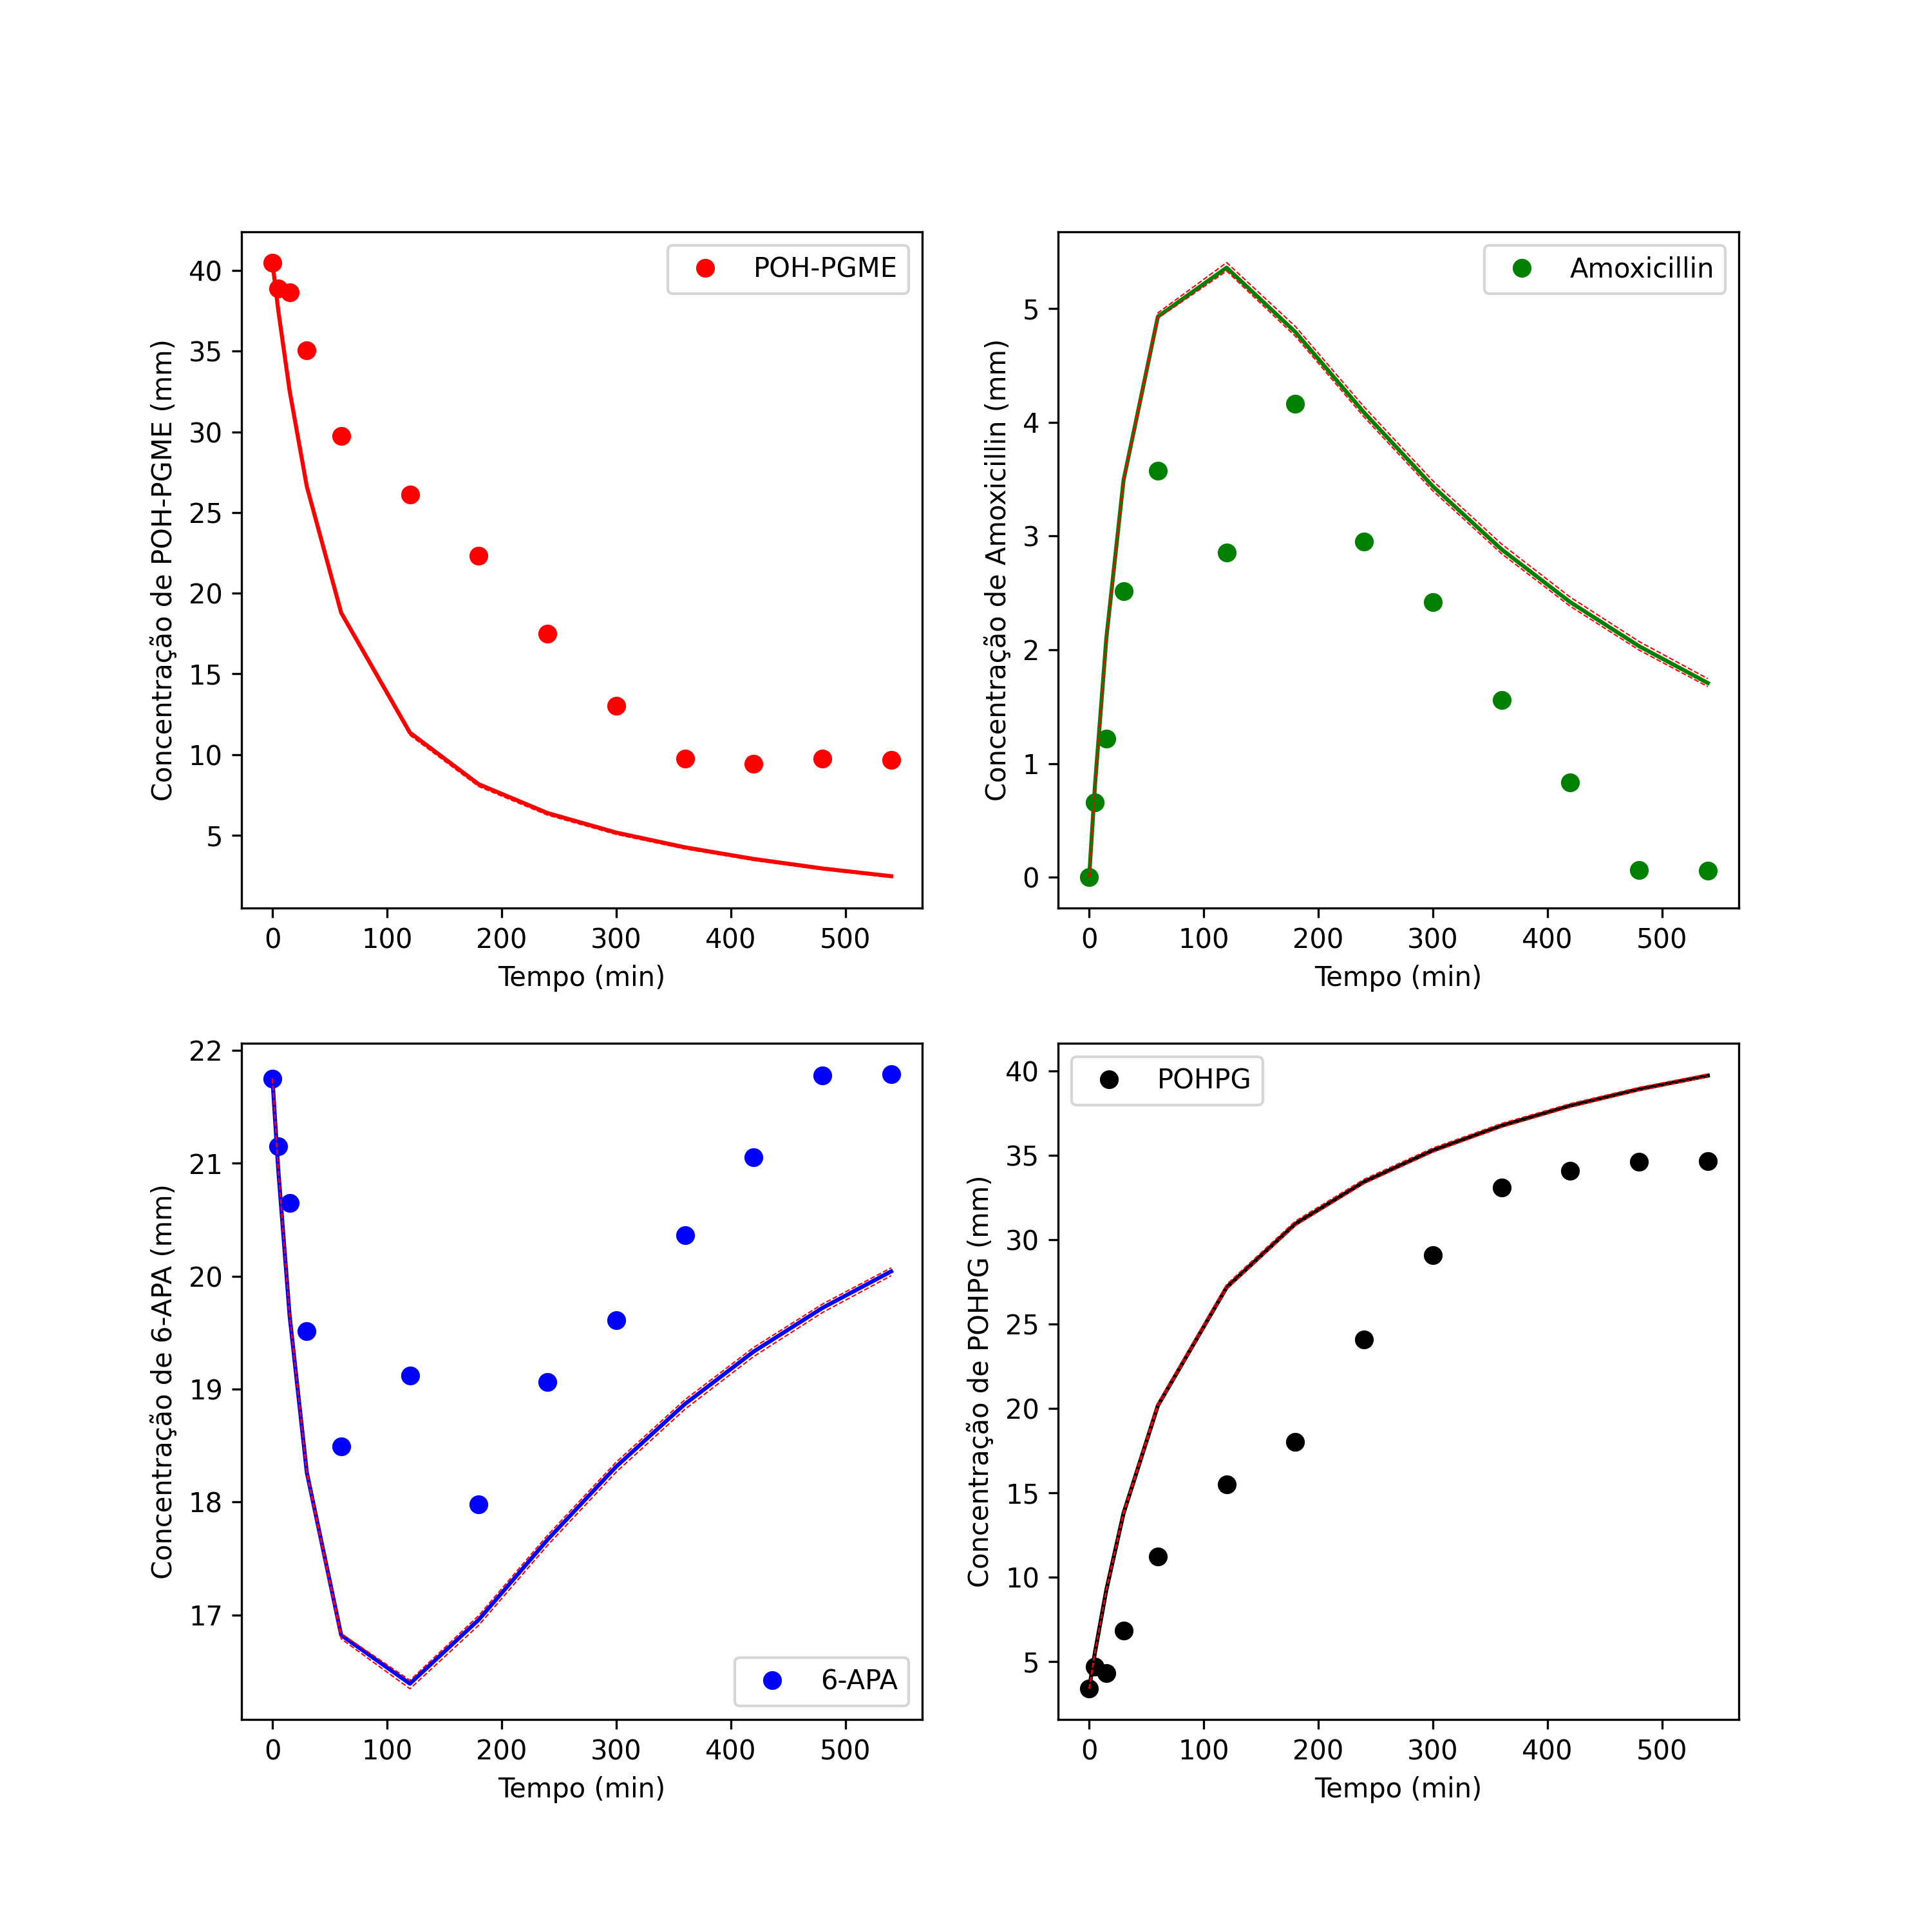 POH-PGME
Concentração de POH-PGME (mm)
40
35
30
25
20
15
10
5
0 100 200 300 400 500
Tempo (min)
Amoxicillin
Concentração de Amoxicillin (mm)
5
4
3
2
1
0
0 100 200 300 400 500
Tempo (min)
6-APA
Concentração de 6-APA (mm)
22
21
20
19
18
17
0 100 200 300 400 500
Tempo (min)
POHPG
Concentração de POHPG (mm)
40
35
30
25
20
15
10
5
0 100 200 300 400 500
Tempo (min)